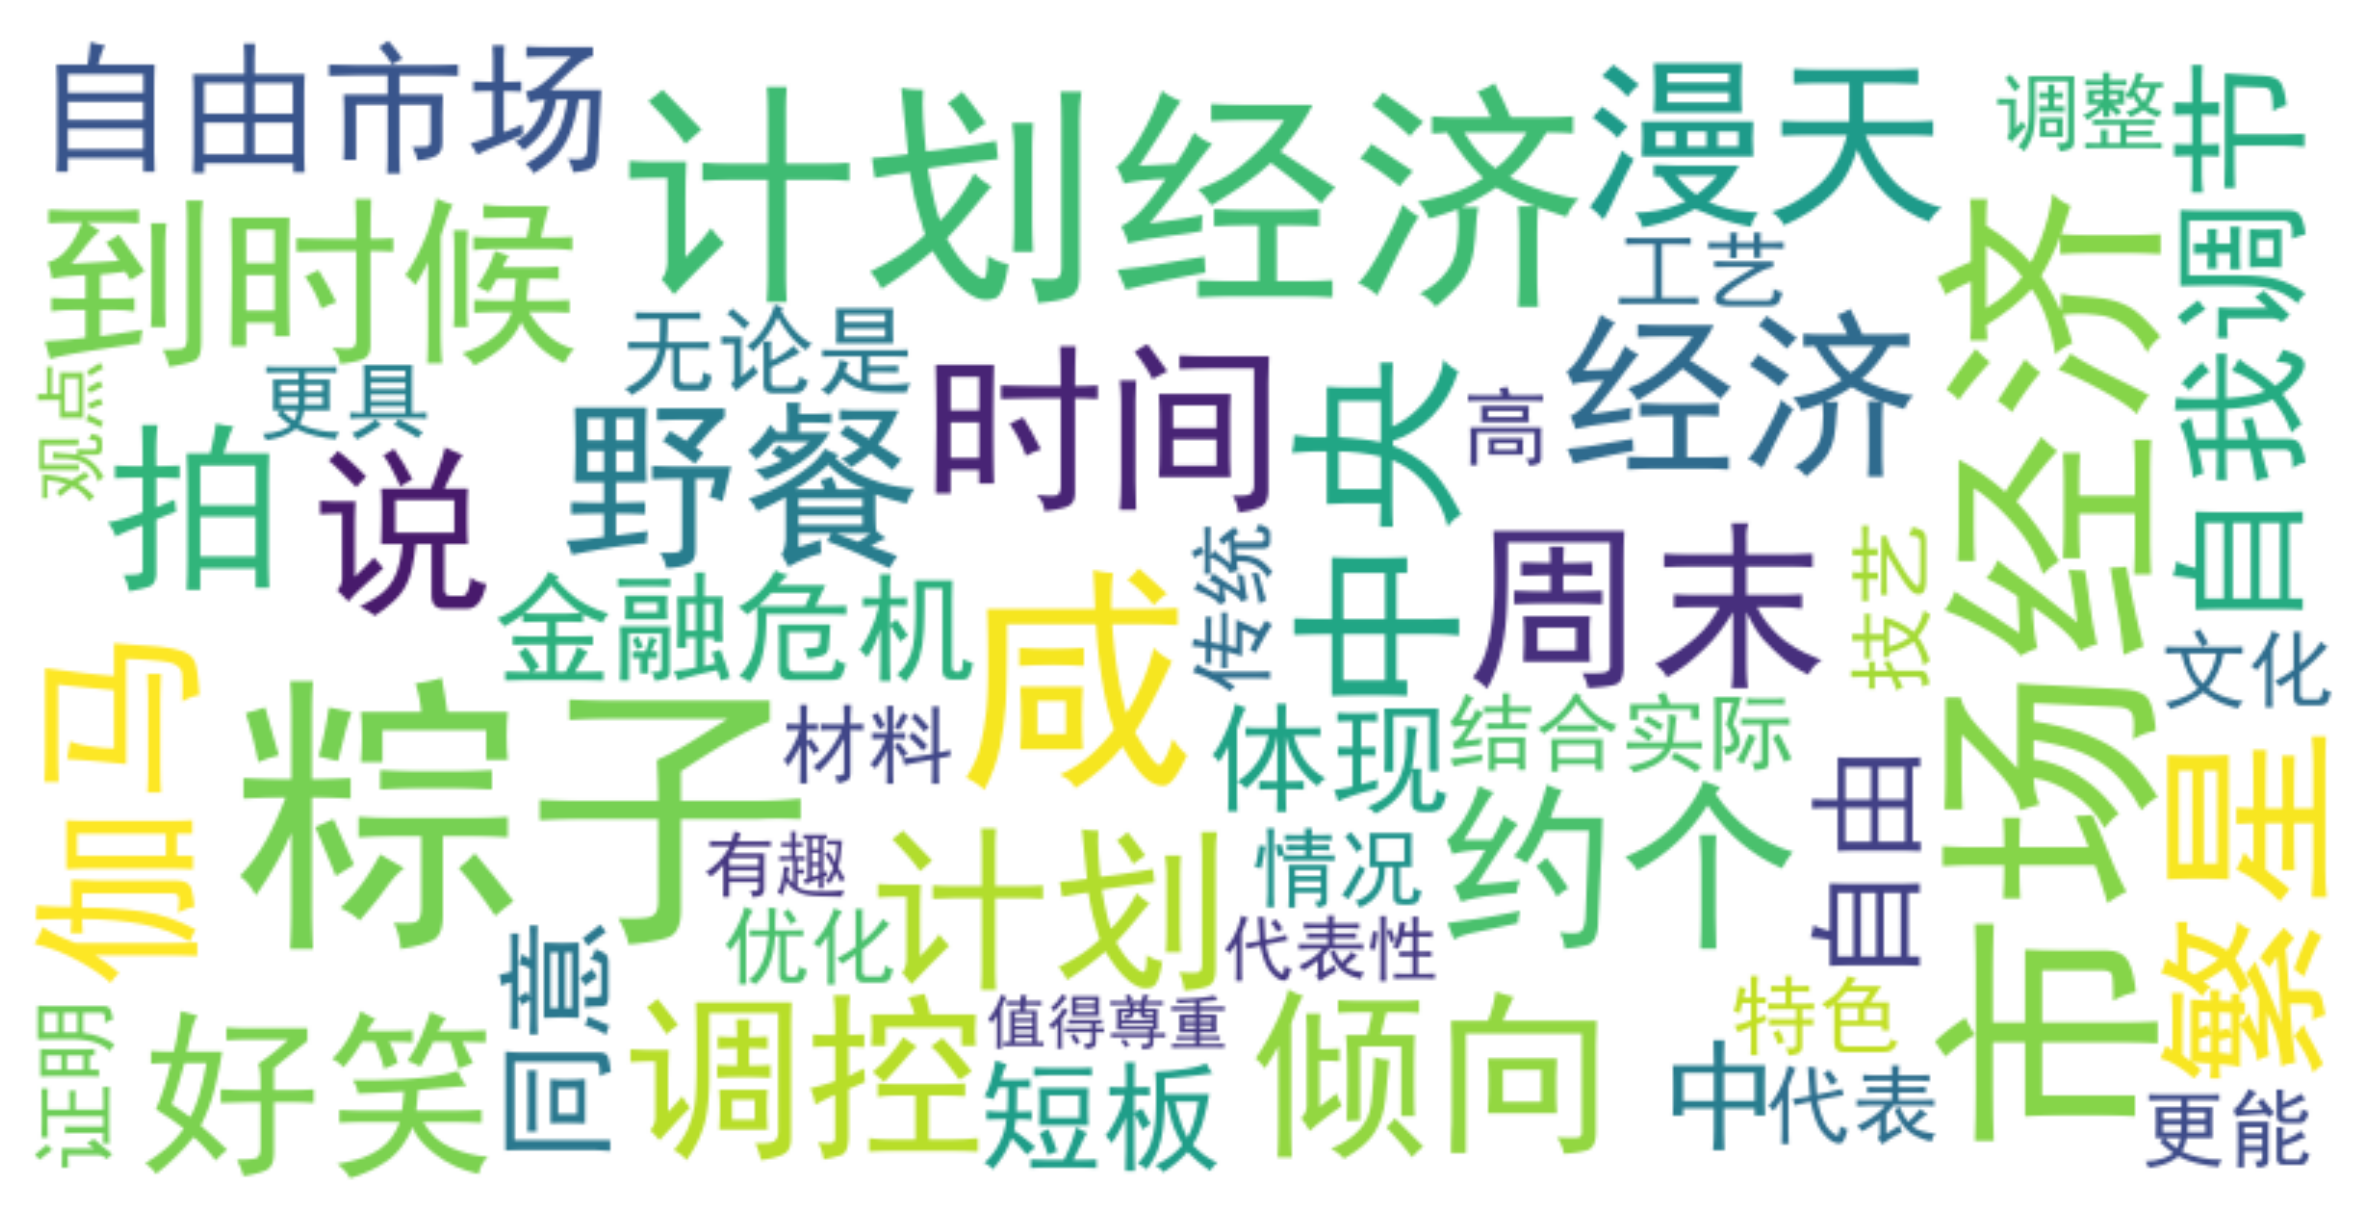 自由市场
计划经济
漫天
调整
自我调节
到时候
工艺
市场经济
无论是
经济
时间
中央
高
观点
更具
野餐
拍
说
周末
传统
技艺
金融危机
咸
文化
伽马
粽子
材料
体现
结合实际
繁星
自由
约个
有趣
计划
情况
优化
代表性
同意
特色
证明
好笑
调控
值得尊重
倾向
短板
中
代表
更能